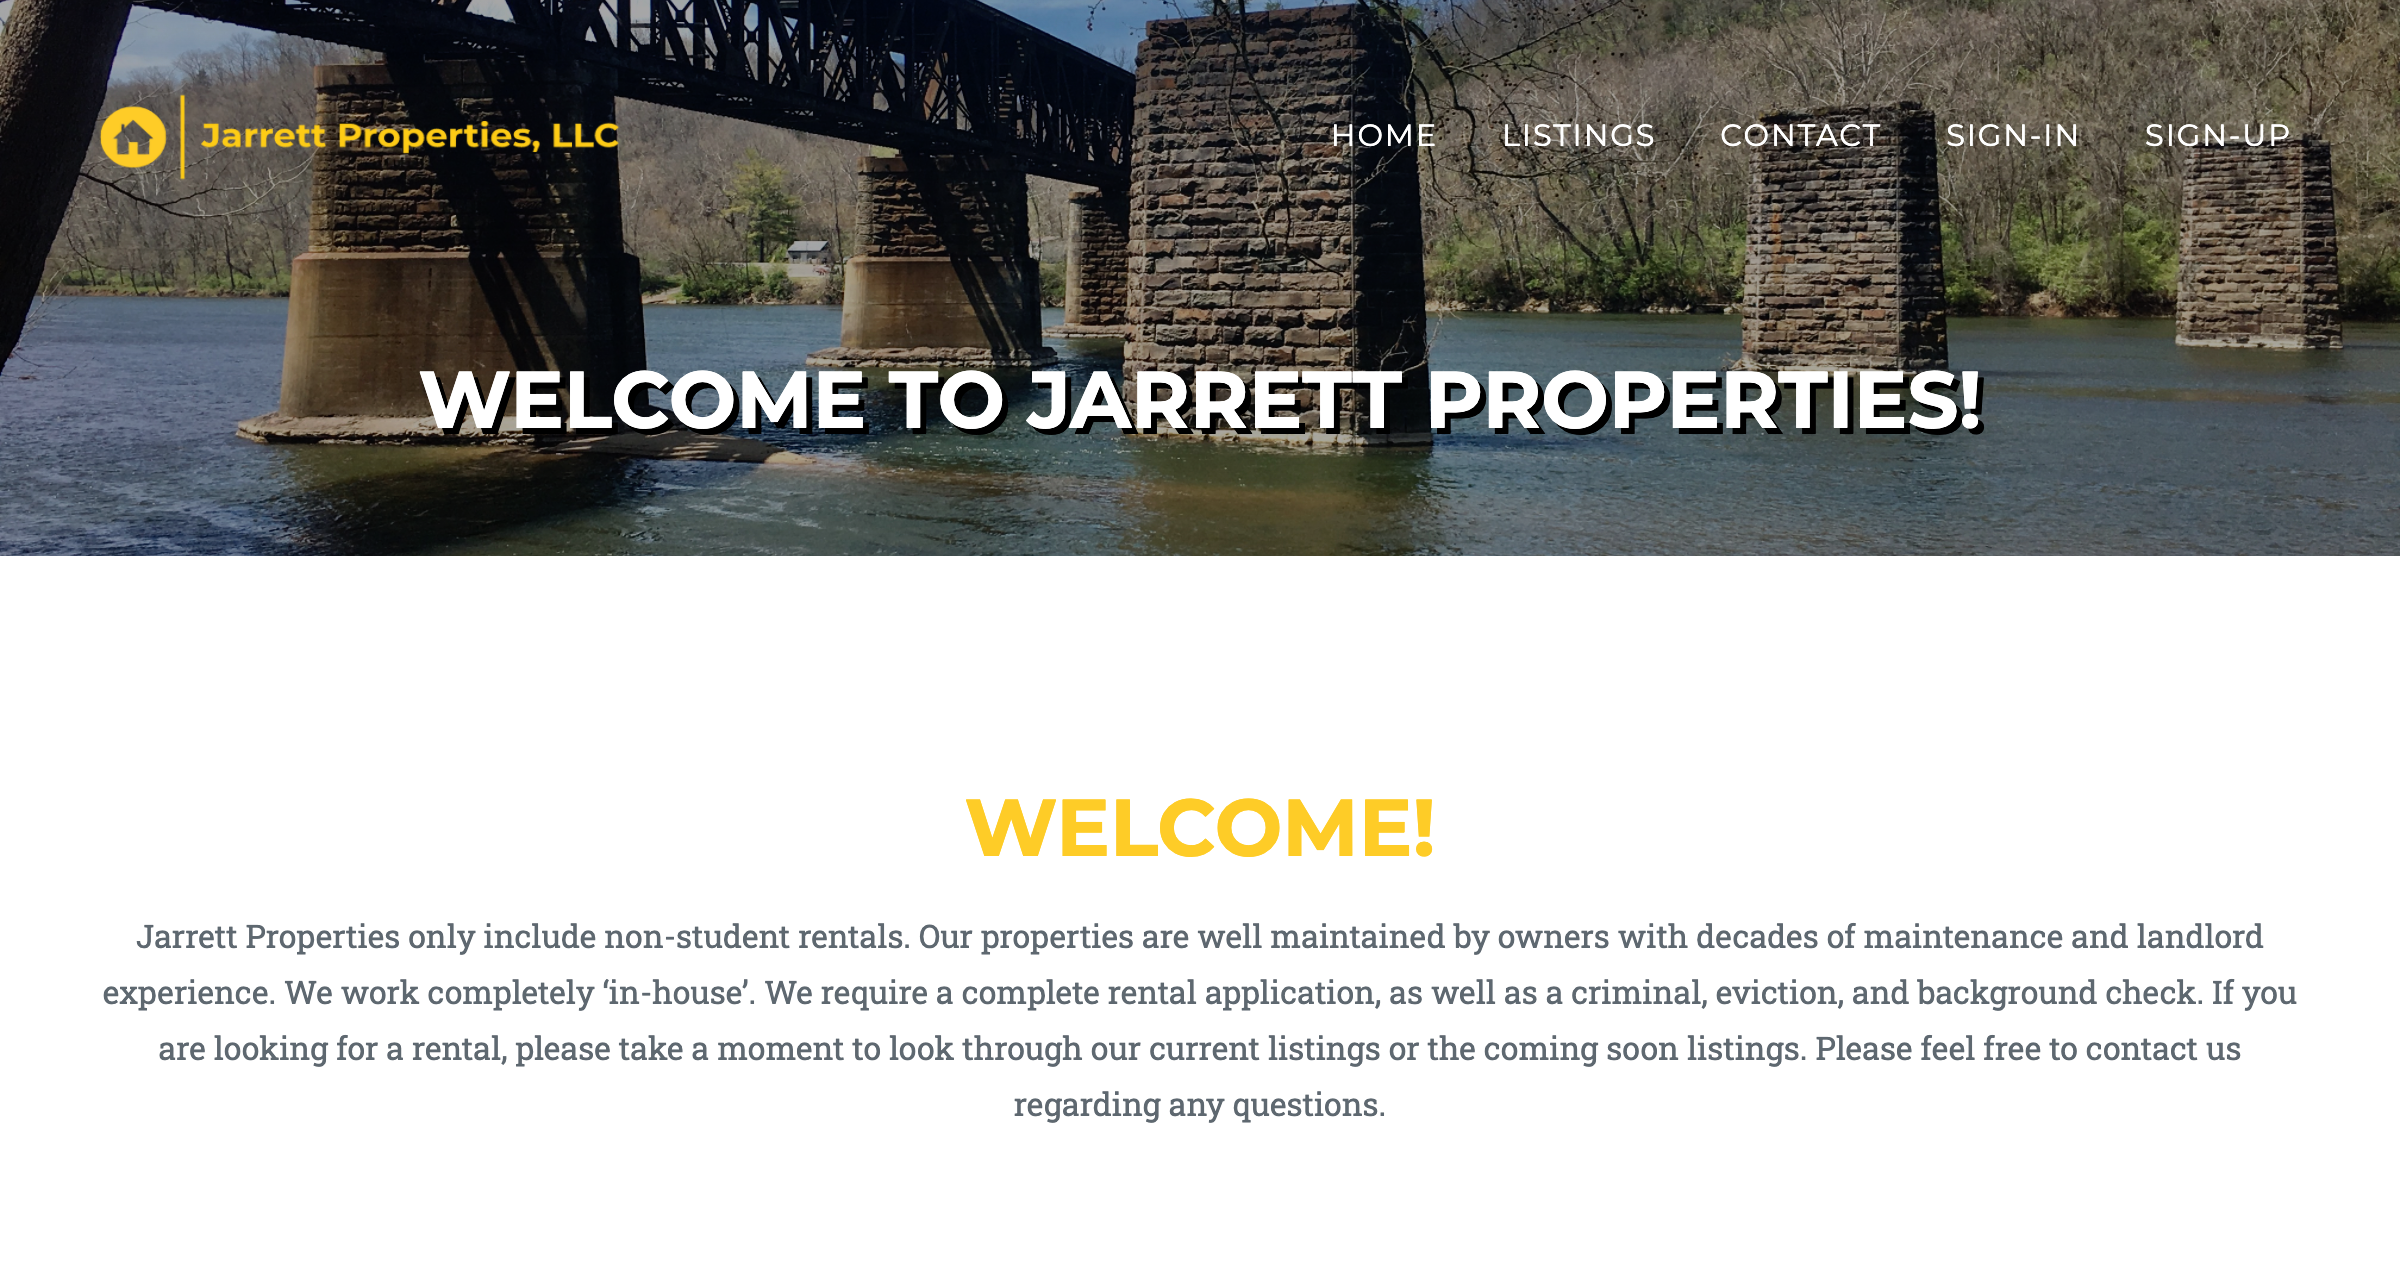 Jarrett Properties, LLC
HOME LISTINGS CONTACT SIGN-IN SIGN-UP
WELCOME TO JARRETT PROPERTIES!
WELCOME!
Jarrett Properties only include non-student rentals. Our properties are well maintained by owners with decades of maintenance and landlord
experience. We work completely ‘in-house’. We require a complete rental application, as well as a criminal, eviction, and background check. If you
are looking for a rental, please take a moment to look through our current listings or the coming soon listings. Please feel free to contact us
regarding any questions.